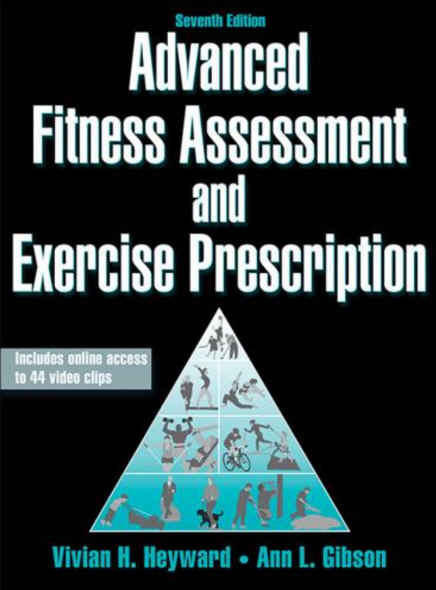 Seventh Edition
Advanced
Fitness Assessment
and
Exercise Prescription
Includes online access
to 44 video clips
Vivian H. Heyward • Ann L. Gibson